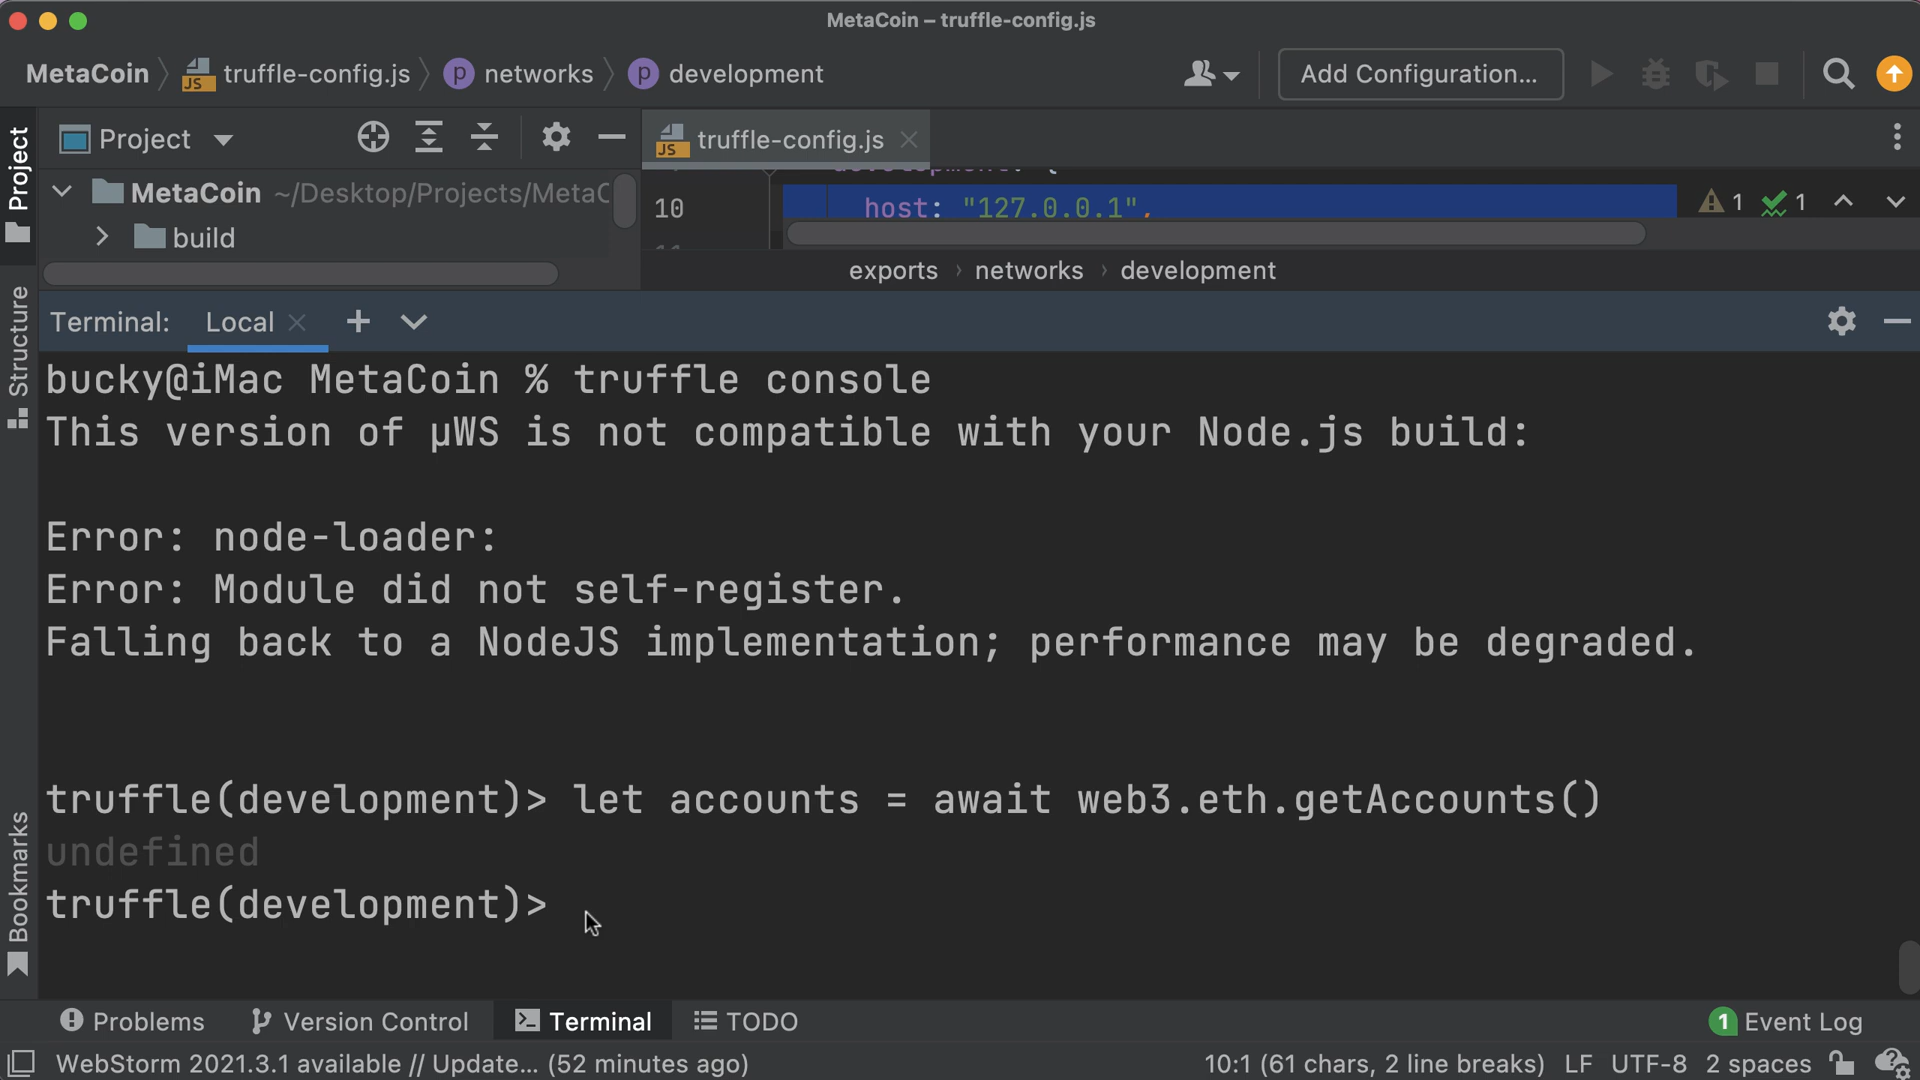 MetaCoin – truffle-config.js
MetaCoin
JS truffle-config.js
p networks
p development
Add Configuration...
Project
Project
JS truffle-config.js
MetaCoin ~/Desktop/Projects/MetaC
10 host: "127.0.0.1",
1 1
build
exports › networks › development
Structure
Terminal: Local
bucky@iMac MetaCoin % truffle console
This version of µWS is not compatible with your Node.js build:
Error: node-loader:
Error: Module did not self-register.
Falling back to a NodeJS implementation; performance may be degraded.
truffle(development)> let accounts = await web3.eth.getAccounts()
undefined
truffle(development)>
Bookmarks
Problems Version Control Terminal TODO 1 Event Log
WebStorm 2021.3.1 available // Update... (52 minutes ago) 10:1 (61 chars, 2 line breaks) LF UTF-8 2 spaces